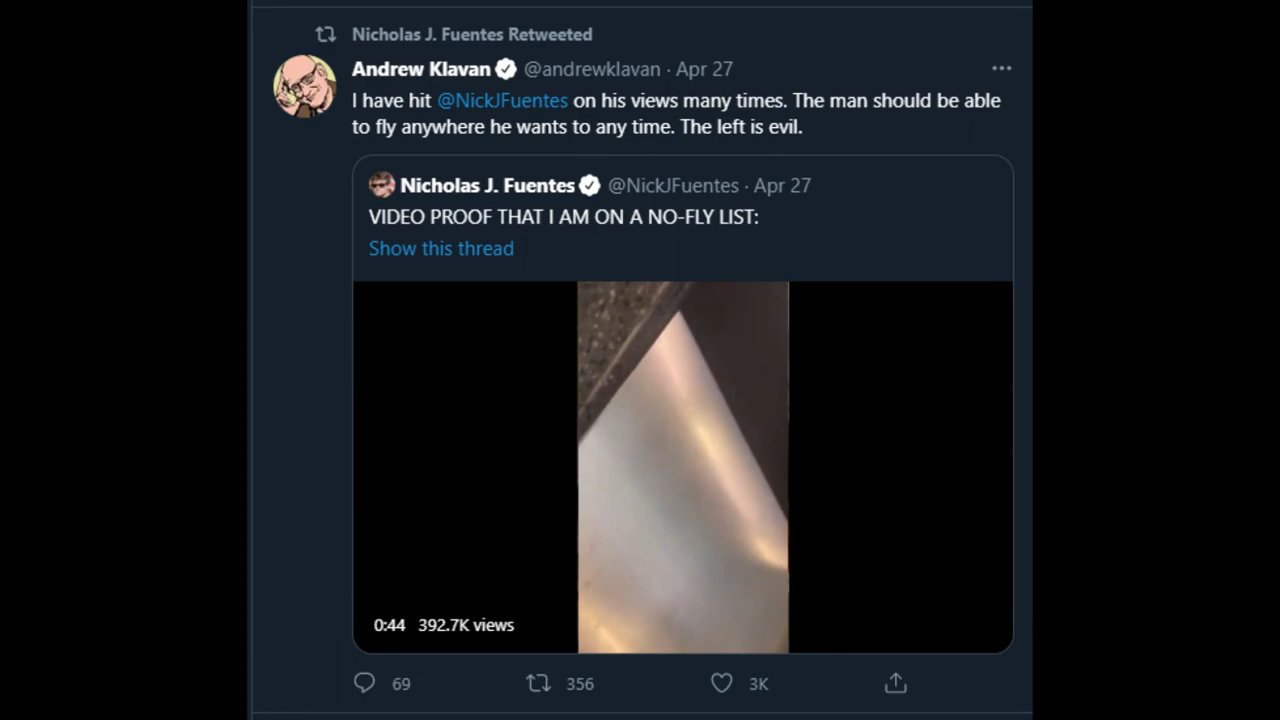 Nicholas J. Fuentes Retweeted
Andrew Klavan @andrewklavan · Apr 27
I have hit @NickJFuentes on his views many times. The man should be able
to fly anywhere he wants to any time. The left is evil.
Nicholas J. Fuentes @NickJFuentes · Apr 27
VIDEO PROOF THAT I AM ON A NO-FLY LIST:
Show this thread
0:44 392.7K views
69 356 3K